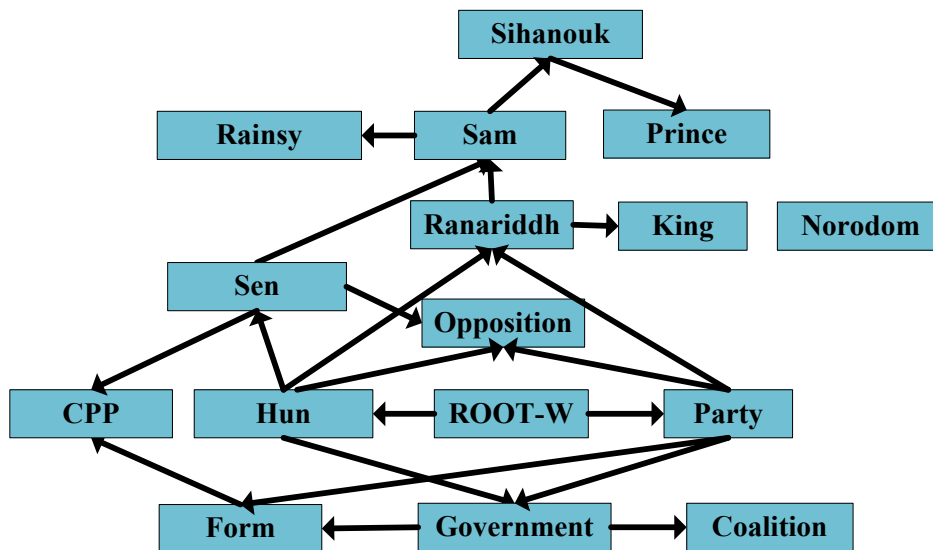 Sihanouk
Rainsy
Sam
Prince
Ranariddh
King
Norodom
Sen
Opposition
CPP
Hun
ROOT-W
Party
Form
Government
Coalition